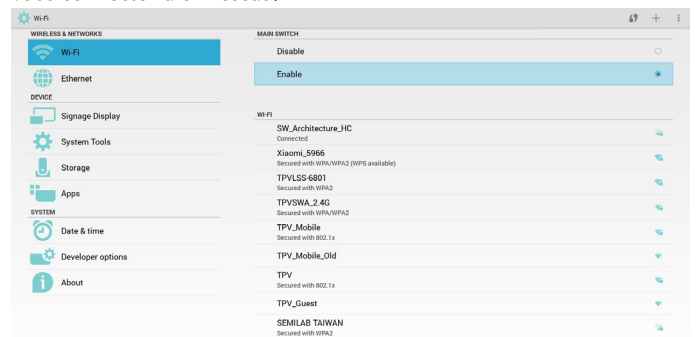 Wi-Fi
WIRELESS & NETWORKS
Wi-Fi
Ethernet
DEVICE
Signage Display
System Tools
Storage
Apps
SYSTEM
Date & time
Developer options
About
MAIN SWITCH
Disable
Enable
WI-FI
SW_Architecture_HC
Connected
Xiaomi_5966
Secured with WPA/WPA2 (WPS available)
TPVLSS-6801
Secured with WPA2
TPVSWA_2.4G
Secured with WPA/WPA2
TPV_Mobile
Secured with 802.1x
TPV_Mobile_Old
TPV
Secured with 802.1x
TPV_Guest
SEMILAB TAIWAN
Secured with WPA2